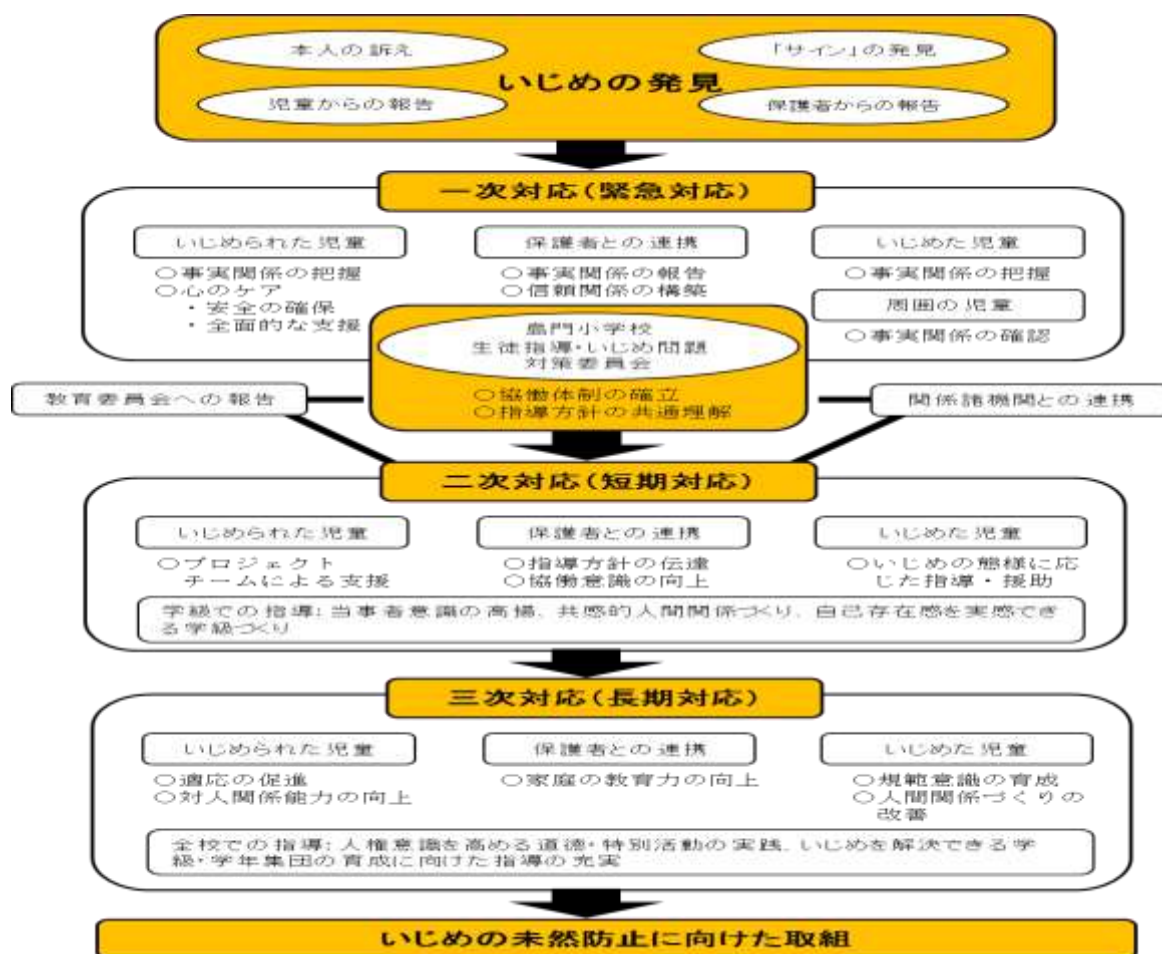 本人の訴え
「サイン」の発見
いじめの発見
児童からの報告
保護者からの報告
一次対応(緊急対応)
いじめられた児童
○事実関係の把握
○心のケア
・安全の確保
・全面的な支援
保護者との連携
○事実関係の報告
○信頼関係の構築
いじめた児童
○事実関係の把握
周囲の児童
○事実関係の確認
島門小学校
生徒指導・いじめ問題
対策委員会
○協働体制の確立
○指導方針の共通理解
教育委員会への報告
関係諸機関との連携
二次対応(短期対応)
いじめられた児童
○プロジェクト
チームによる支援
保護者との連携
○指導方針の伝達
○協働意識の向上
いじめた児童
○いじめの態様に応
じた指導・援助
学級での指導:当事者意識の高揚、共感的人間関係づくり、自己存在感を実感でき
る学級づくり
三次対応(長期対応)
いじめられた児童
○適応の促進
○対人関係能力の向上
保護者との連携
○家庭の教育力の向上
いじめた児童
○規範意識の育成
○人間関係づくりの
改善
全校での指導:人権意識を高める道徳・特別活動の実践、いじめを解決できる学
級・学年集団の育成に向けた指導の充実
いじめの未然防止に向けた取組